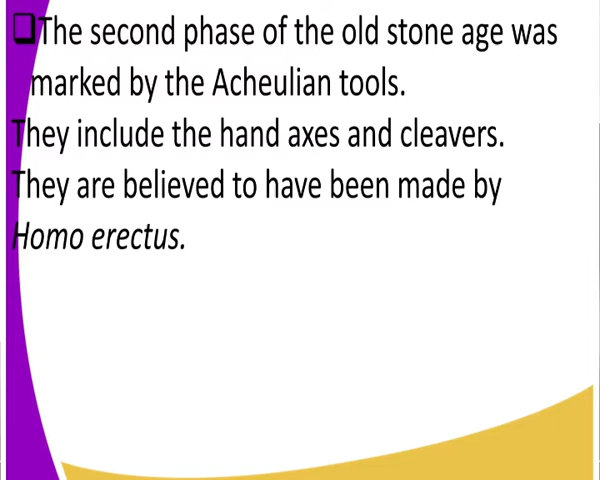 ❑The second phase of the old stone age was
marked by the Acheulian tools.
They include the hand axes and cleavers.
They are believed to have been made by
Homo erectus.